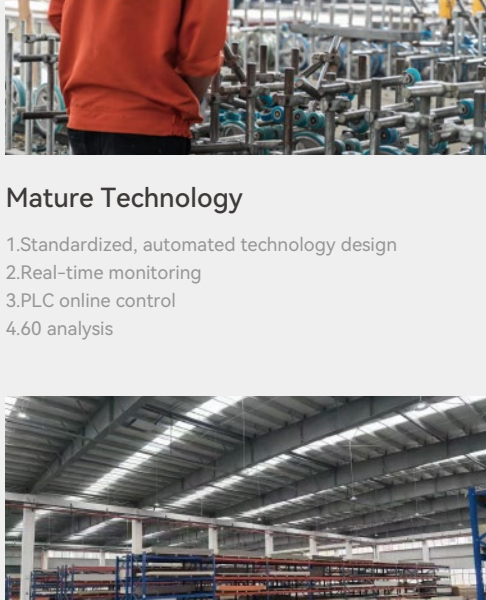 Mature Technology
1.Standardized, automated technology design
2.Real-time monitoring
3.PLC online control
4.60 analysis